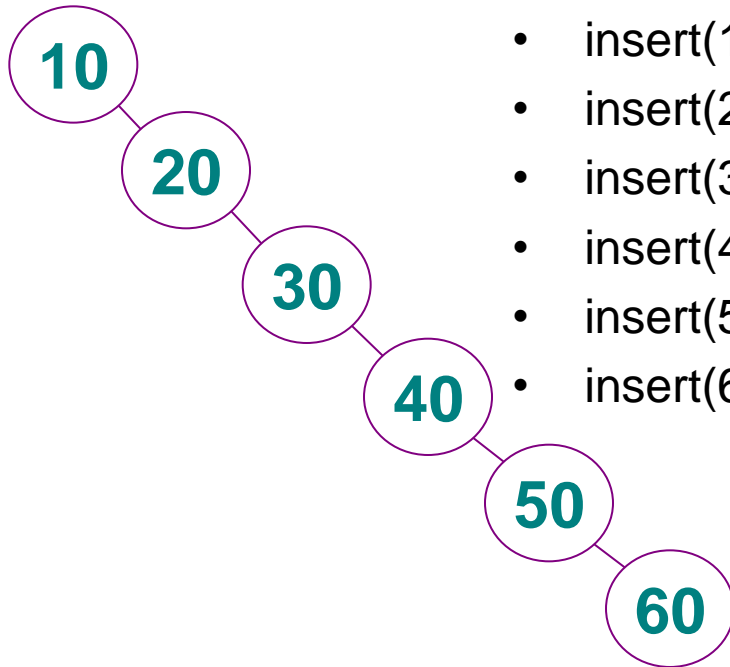 10
20
30
40
50
60
• insert(1
• insert(2
• insert(3
• insert(4
• insert(5
• insert(6